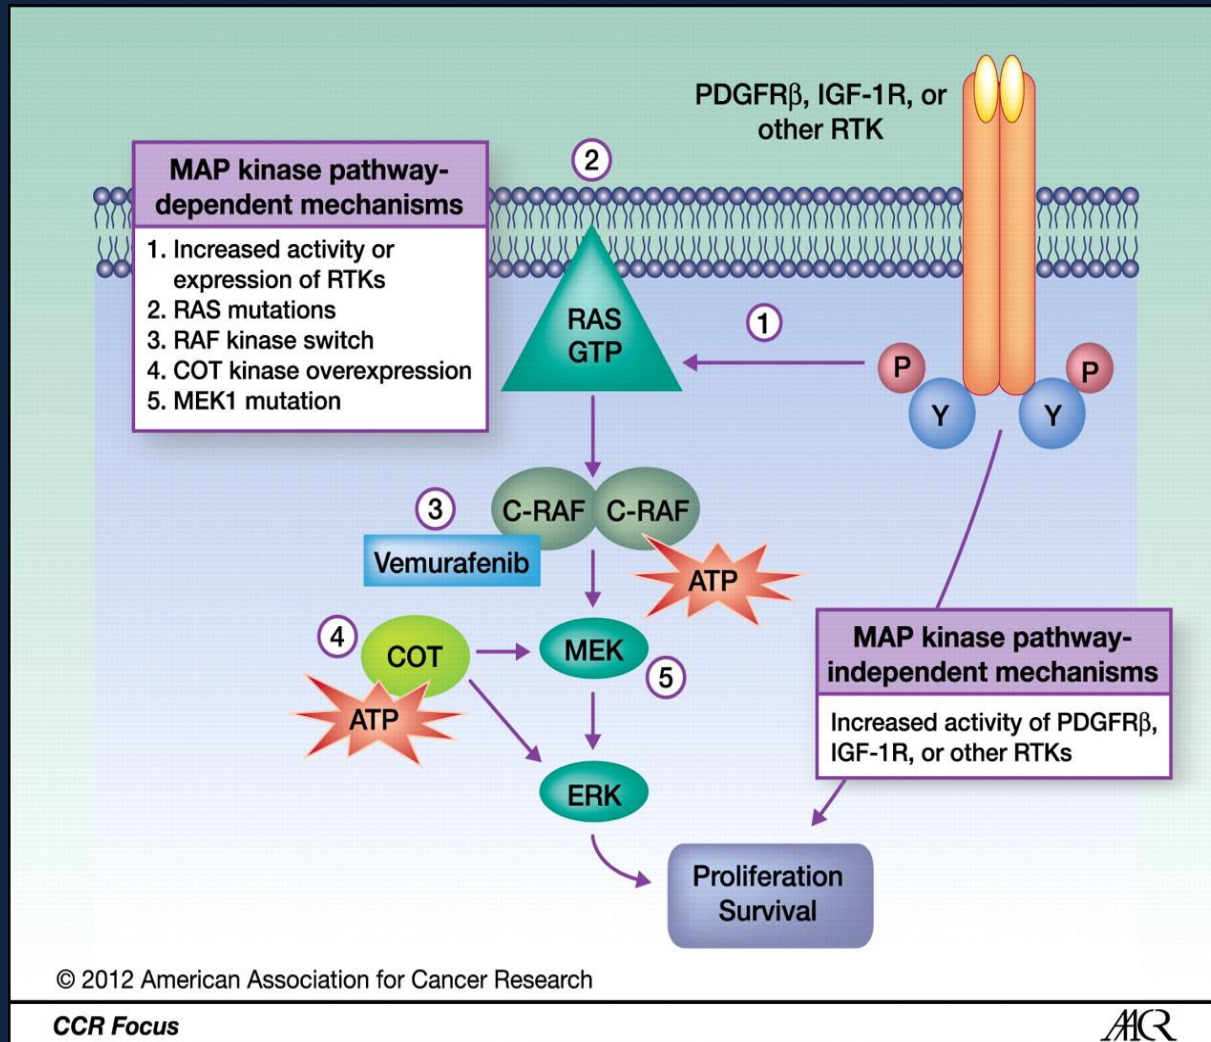 PDGFRβ, IGF-1R, or
other RTK
MAP kinase pathway-
dependent mechanisms
1. Increased activity or
expression of RTKs
2. RAS mutations
3. RAF kinase switch
4. COT kinase overexpression
5. MEK1 mutation
2
RAS
GTP
1
P
P
Y
Y
3
C-RAF
C-RAF
Vemurafenib
ATP
4
COT
MEK
5
ATP
MAP kinase pathway-
independent mechanisms
Increased activity of PDGFRβ,
IGF-1R, or other RTKs
ERK
Proliferation
Survival
© 2012 American Association for Cancer Research
CCR Focus
AACR